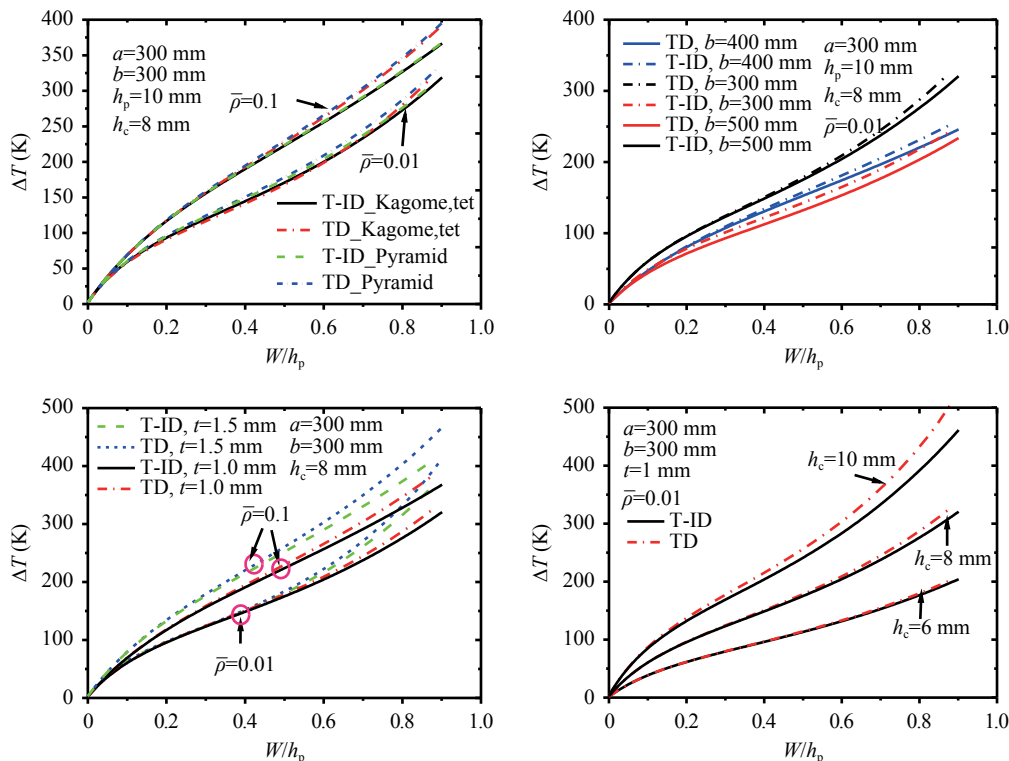 400
350
300
250
200
150
100
50
0
ΔT (K)
a=300 mm
b=300 mm
hp=10 mm
hc=8 mm
ρ̅=0.1
ρ̅=0.01
T-ID_Kagome,tet
TD_Kagome,tet
T-ID_Pyramid
TD_Pyramid
0 0.2 0.4 0.6 0.8 1.0
W/hp
400
300
200
100
0
ΔT (K)
TD, b=400 mm
T-ID, b=400 mm
TD, b=300 mm
T-ID, b=300 mm
TD, b=500 mm
T-ID, b=500 mm
a=300 mm
hp=10 mm
hc=8 mm
ρ̅=0.01
0 0.2 0.4 0.6 0.8 1.0
W/hp
500
400
300
200
100
0
ΔT (K)
T-ID, t=1.5 mm
TD, t=1.5 mm
T-ID, t=1.0 mm
TD, t=1.0 mm
a=300 mm
b=300 mm
hc=8 mm
ρ̅=0.1
ρ̅=0.01
0 0.2 0.4 0.6 0.8 1.0
W/hp
500
400
300
200
100
0
ΔT (K)
a=300 mm
b=300 mm
t=1 mm
ρ̅=0.01
T-ID
TD
hc=10 mm
hc=8 mm
hc=6 mm
0 0.2 0.4 0.6 0.8 1.0
W/hp